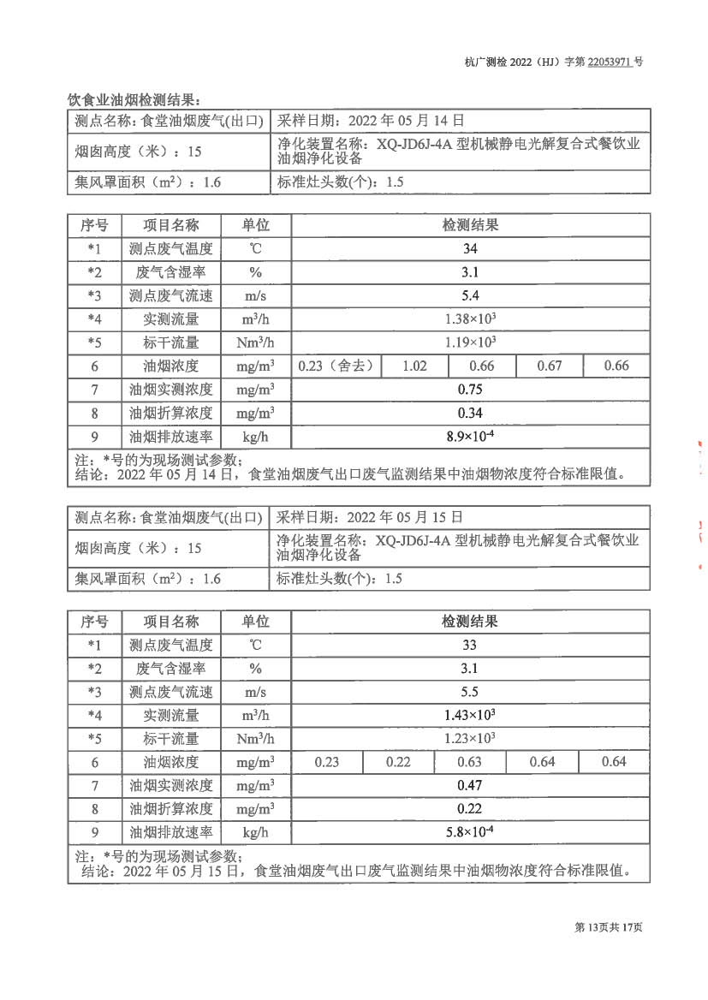 杭广测检 2022（HJ）字第 22053971 号
饮食业油烟检测结果：
测点名称：食堂油烟废气(出口) 采样日期：2022 年 05 月 14 日
烟囱高度（米）：15 净化装置名称：XQ-JD6J-4A 型机械静电光解复合式餐饮业
油烟净化设备
集风罩面积（m²）：1.6 标准灶头数(个)：1.5
序号 项目名称 单位 检测结果
*1 测点废气温度 ℃ 34
*2 废气含湿率 % 3.1
*3 测点废气流速 m/s 5.4
*4 实测流量 m³/h 1.38×10³
*5 标干流量 Nm³/h 1.19×10³
6 油烟浓度 mg/m³ 0.23（舍去） 1.02 0.66 0.67 0.66
7 油烟实测浓度 mg/m³ 0.75
8 油烟折算浓度 mg/m³ 0.34
9 油烟排放速率 kg/h 8.9×10⁻⁴
注：*号的为现场测试参数；
结论：2022 年 05 月 14 日，食堂油烟废气出口废气监测结果中油烟物浓度符合标准限值。
测点名称：食堂油烟废气(出口) 采样日期：2022 年 05 月 15 日
烟囱高度（米）：15 净化装置名称：XQ-JD6J-4A 型机械静电光解复合式餐饮业
油烟净化设备
集风罩面积（m²）：1.6 标准灶头数(个)：1.5
序号 项目名称 单位 检测结果
*1 测点废气温度 ℃ 33
*2 废气含湿率 % 3.1
*3 测点废气流速 m/s 5.5
*4 实测流量 m³/h 1.43×10³
*5 标干流量 Nm³/h 1.23×10³
6 油烟浓度 mg/m³ 0.23 0.22 0.63 0.64 0.64
7 油烟实测浓度 mg/m³ 0.47
8 油烟折算浓度 mg/m³ 0.22
9 油烟排放速率 kg/h 5.8×10⁻⁴
注：*号的为现场测试参数；
结论：2022 年 05 月 15 日，食堂油烟废气出口废气监测结果中油烟物浓度符合标准限值。
第 13页共 17页